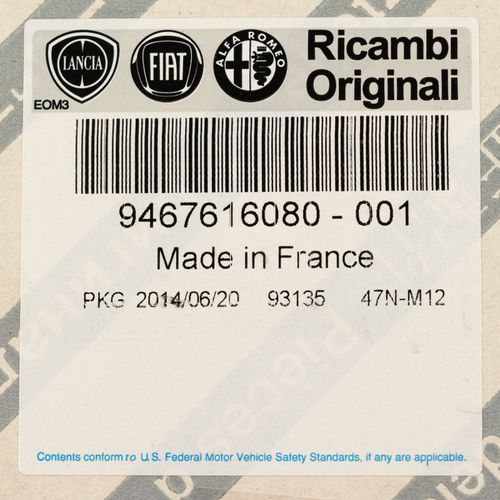 LANCIA
FIAT
ALFA ROMEO
Ricambi
Originali
EOM3
9467616080 - 001
Made in France
PKG 2014/06/20 93135 47N-M12
Contents conform to U.S. Federal Motor Vehicle Safety Standards, if any are applicable.